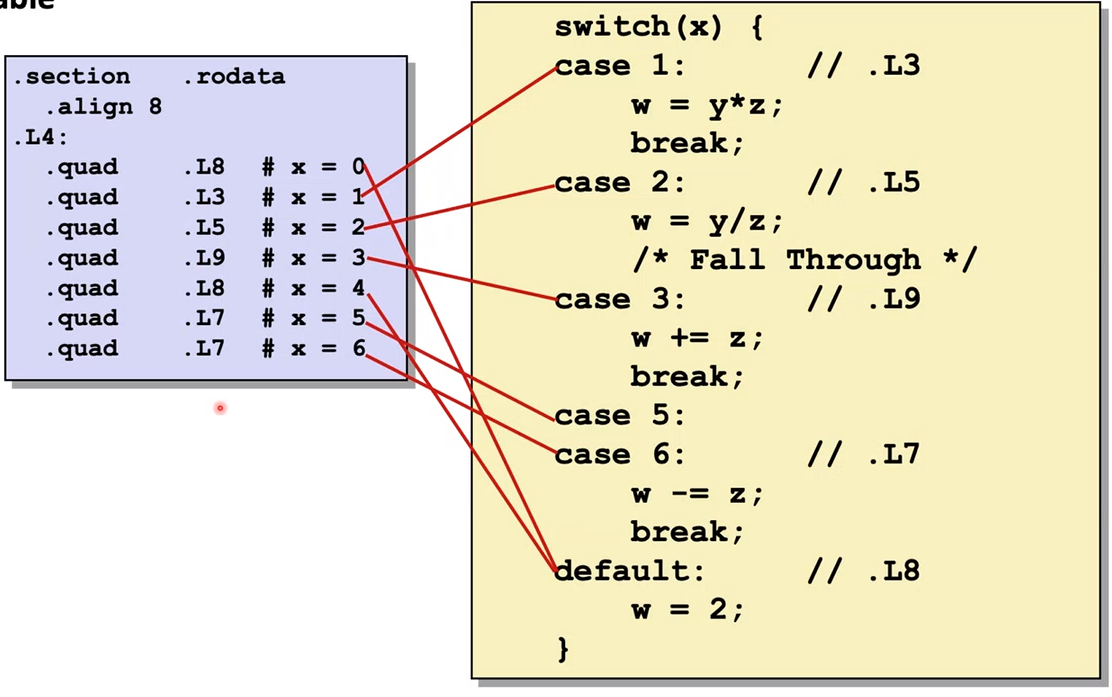 .section    .rodata
  .align 8
.L4:
  .quad    .L8  # x = 0
  .quad    .L3  # x = 1
  .quad    .L5  # x = 2
  .quad    .L9  # x = 3
  .quad    .L8  # x = 4
  .quad    .L7  # x = 5
  .quad    .L7  # x = 6
switch(x) {
case 1:      // .L3
    w = y*z;
    break;
case 2:      // .L5
    w = y/z;
    /* Fall Through */
case 3:      // .L9
    w += z;
    break;
case 5:
case 6:      // .L7
    w -= z;
    break;
default:     // .L8
    w = 2;
}